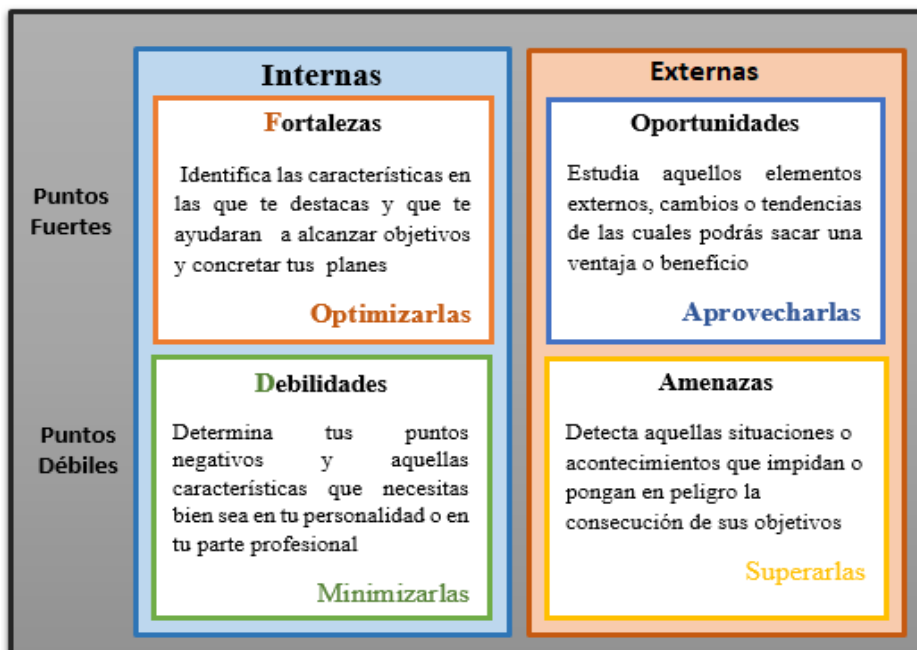 Internas
Externas
Puntos
Fuertes
Fortalezas
Identifica las características en
las que te destacas y que te
ayudaran a alcanzar objetivos
y concretar tus planes
Optimizarlas
Oportunidades
Estudia aquellos elementos
externos, cambios o tendencias
de las cuales podrás sacar una
ventaja o beneficio
Aprovecharlas
Puntos
Débiles
Debilidades
Determina tus puntos
negativos y aquellas
características que necesitas
bien sea en tu personalidad o en
tu parte profesional
Minimizarlas
Amenazas
Detecta aquellas situaciones o
acontecimientos que impidan o
pongan en peligro la
consecución de sus objetivos
Superarlas